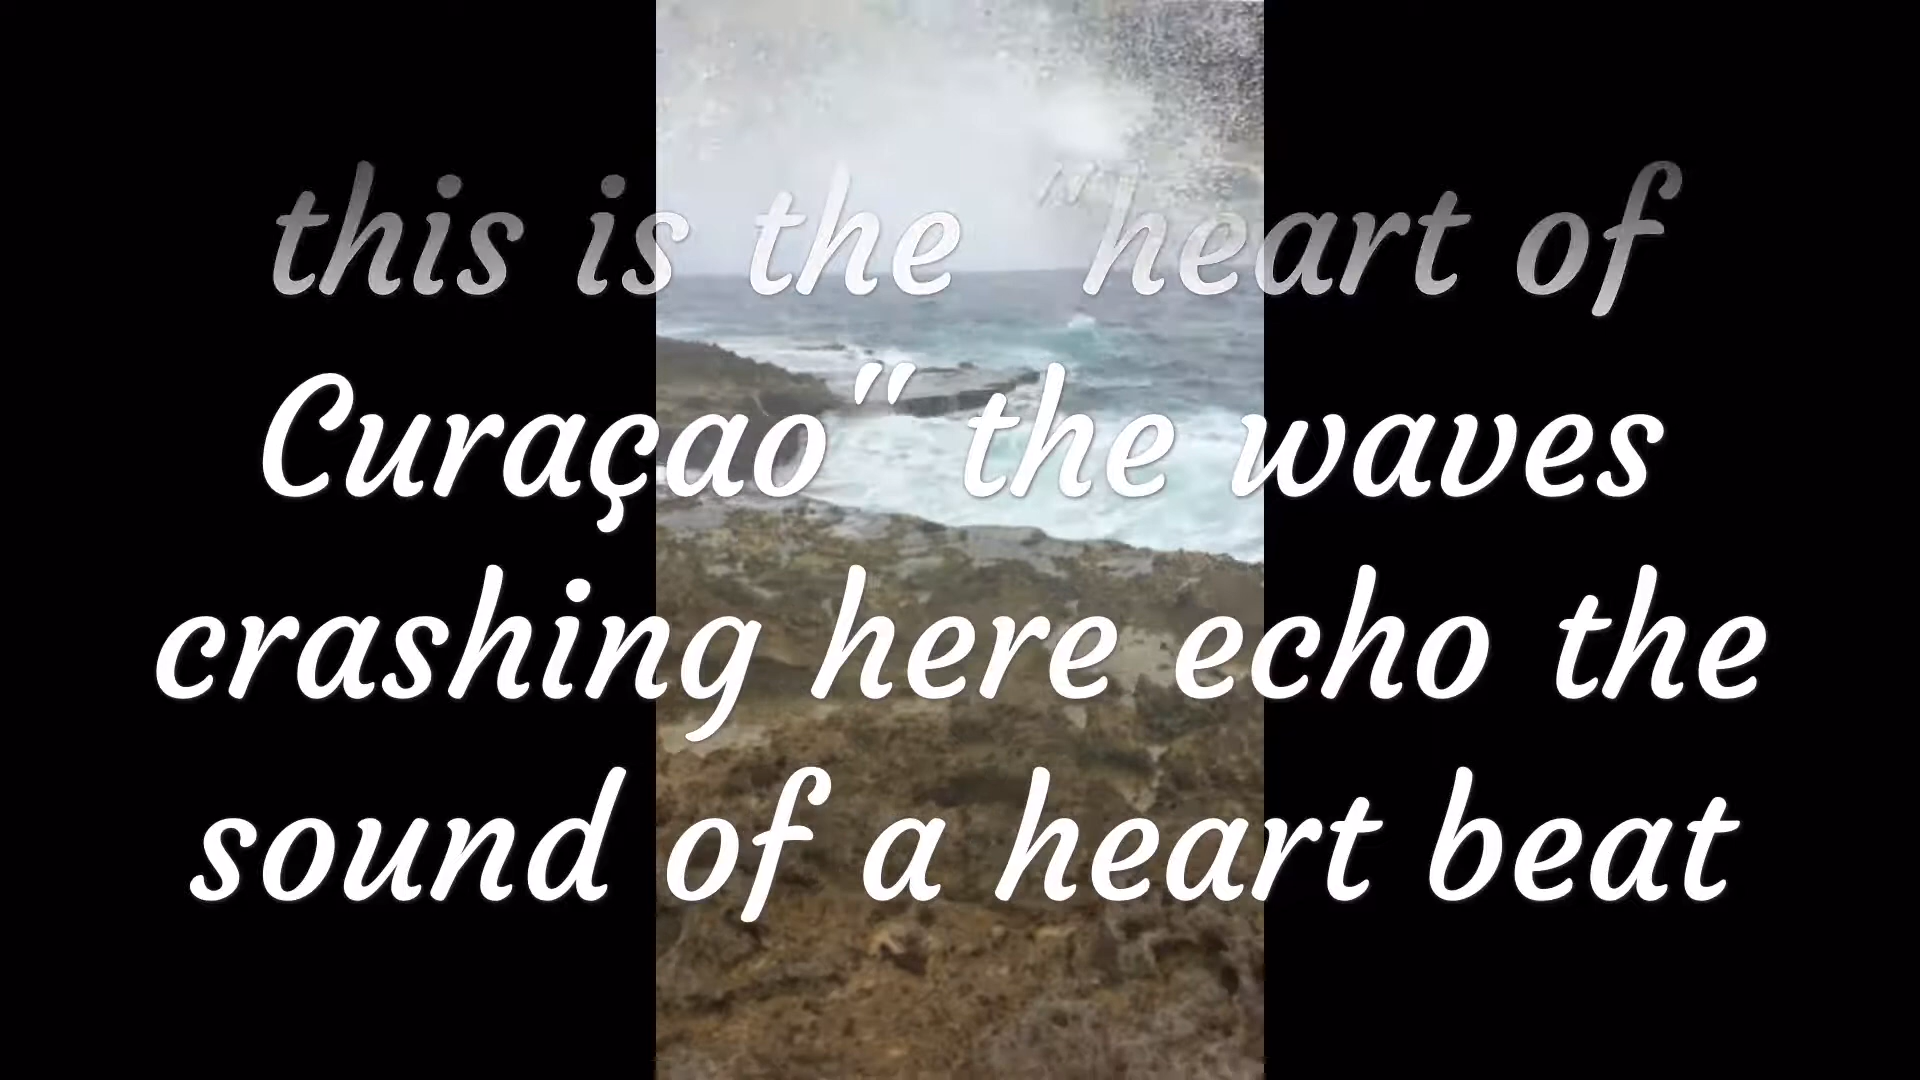 this is the "heart of
Curaçao" the waves
crashing here echo the
sound of a heart beat